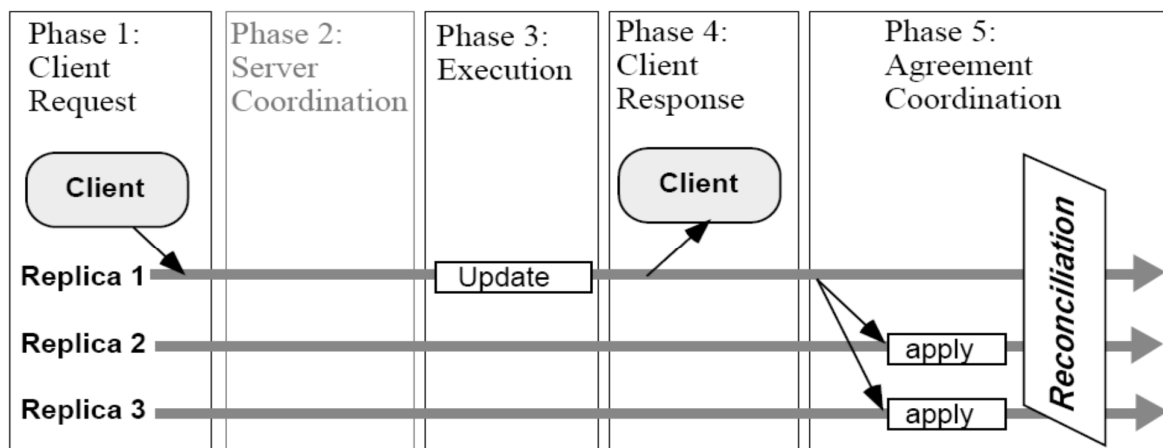 Phase 1:
Client
Request
Phase 2:
Server
Coordination
Phase 3:
Execution
Phase 4:
Client
Response
Phase 5:
Agreement
Coordination
Client
Client
Replica 1
Update
Replica 2
apply
Replica 3
apply
Reconciliation